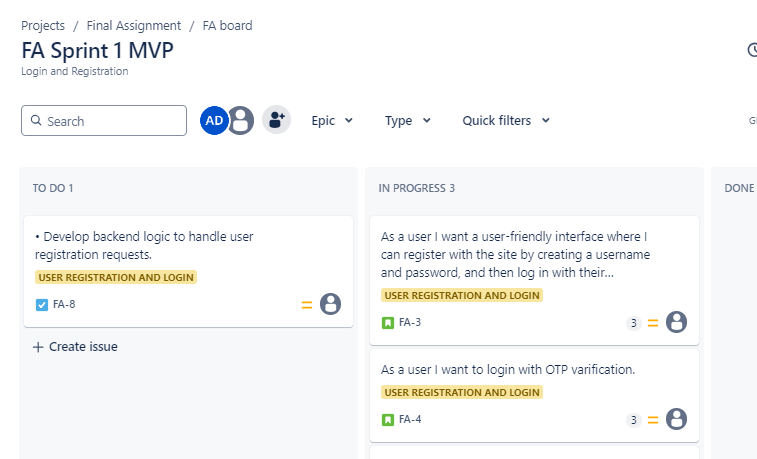 Projects / Final Assignment / FA board
FA Sprint 1 MVP
Login and Registration
Search
AD
Epic
Type
Quick filters
TO DO 1
• Develop backend logic to handle user
registration requests.
USER REGISTRATION AND LOGIN
FA-8
+ Create issue
IN PROGRESS 3
As a user I want a user-friendly interface where I
can register with the site by creating a username
and password, and then log in with their...
USER REGISTRATION AND LOGIN
FA-3
3
As a user I want to login with OTP varification.
USER REGISTRATION AND LOGIN
FA-4
3
DONE